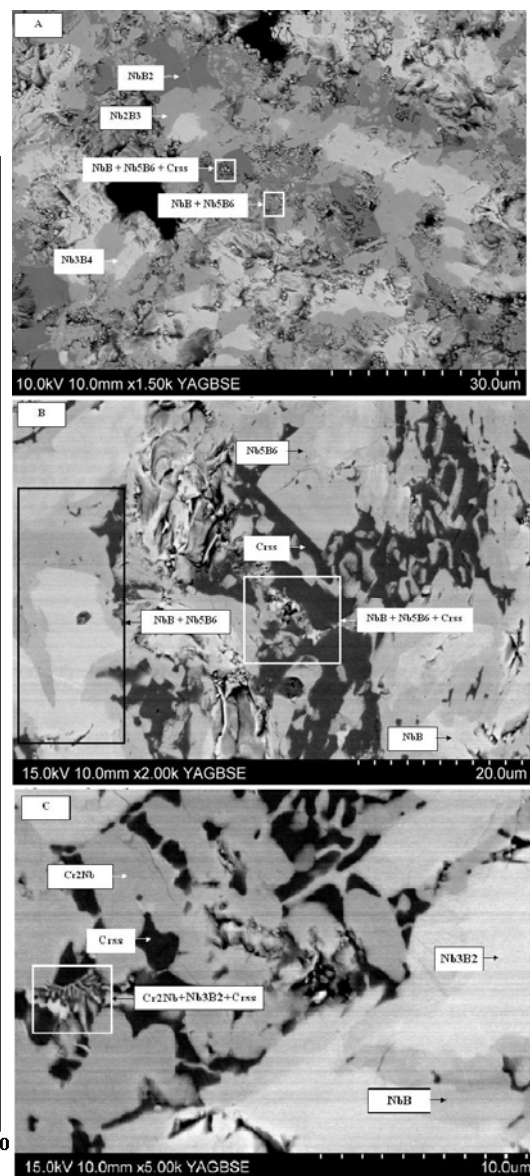 A
NbB2
Nb2B3
NbB + Nb5B6 + Crss
NbB + Nb5B6
Nb3B4
10.0kV 10.0mm x1.50k YAGBSE 30.0um
B
Nb5B6
Crss
NbB + Nb5B6
NbB + Nb5B6 + Crss
NbB
15.0kV 10.0mm x2.00k YAGBSE 20.0um
C
Cr2Nb
Crss
Nb3B2
Cr2Nb+Nb3B2+Crss
NbB
0
15.0kV 10.0mm x5.00k YAGBSE 10.0um